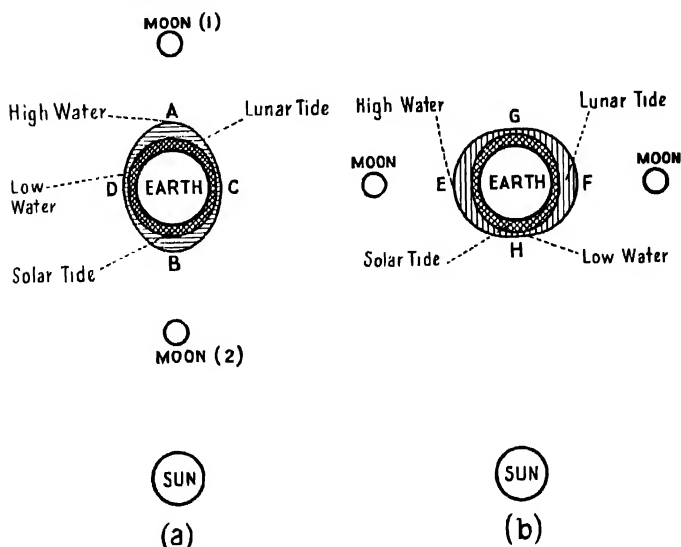 MOON (1)
High Water
A
Lunar Tide
Low
Water
D
EARTH
C
Solar Tide
B
MOON (2)
SUN
(a)
High Water
G
Lunar Tide
MOON
E
EARTH
F
MOON
Solar Tide
H
Low Water
SUN
(b)